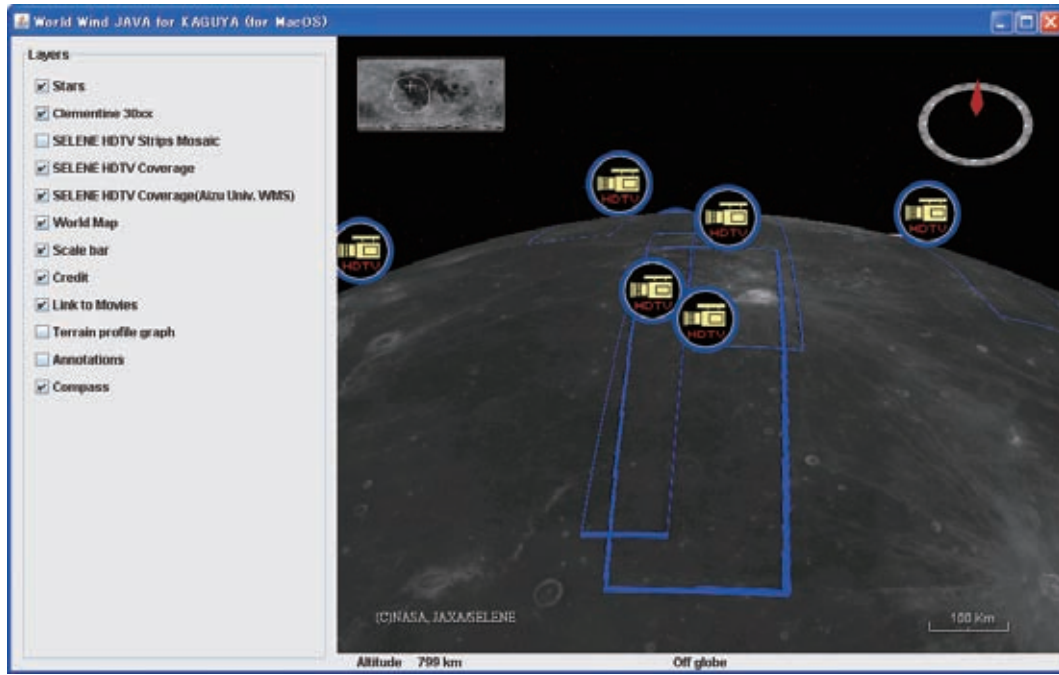 World Wind JAVA for KAGUYA (for MacOS)
Layers
Stars
Clementine 30xx
SELENE HDTV Strips Mosaic
SELENE HDTV Coverage
SELENE HDTV Coverage(Aizu Univ. WMS)
World Map
Scale bar
Credit
Link to Movies
Terrain profile graph
Annotations
Compass
HDTV
HDTV
HDTV
HDTV
HDTV
HDTV
(C)NASA, JAXA/SELENE
100 Km
Altitude 799 km
Off globe